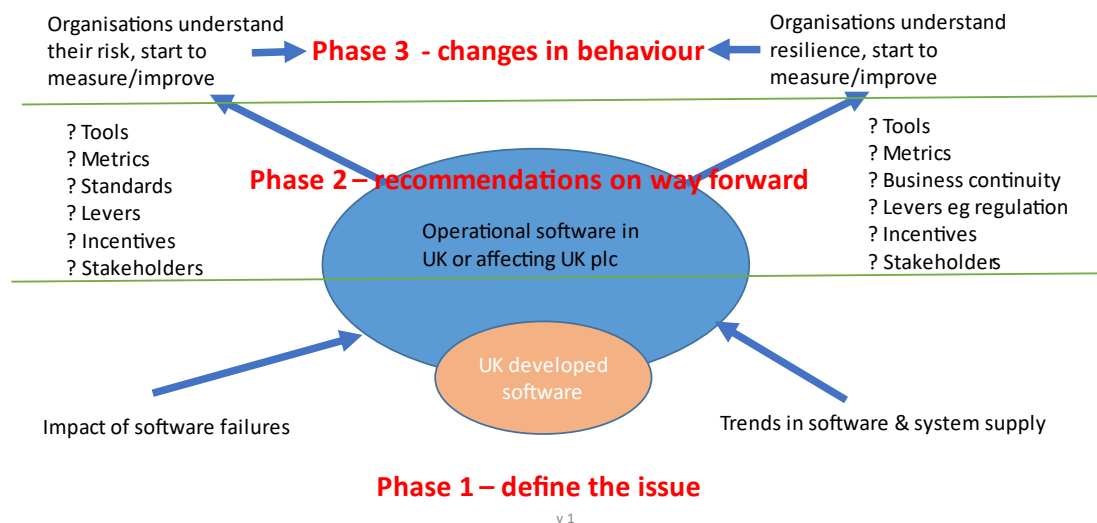 Organisations understand
their risk, start to
measure/improve
Phase 3  - changes in behaviour
Organisations understand
resilience, start to
measure/improve
? Tools
? Metrics
? Standards
? Levers
? Incentives
? Stakeholders
Phase 2 – recommendations on way forward
Operational software in
UK or affecting UK plc
? Tools
? Metrics
? Business continuity
? Levers eg regulation
? Incentives
? Stakeholders
UK developed
software
Impact of software failures
Trends in software & system supply
Phase 1 – define the issue
v 1